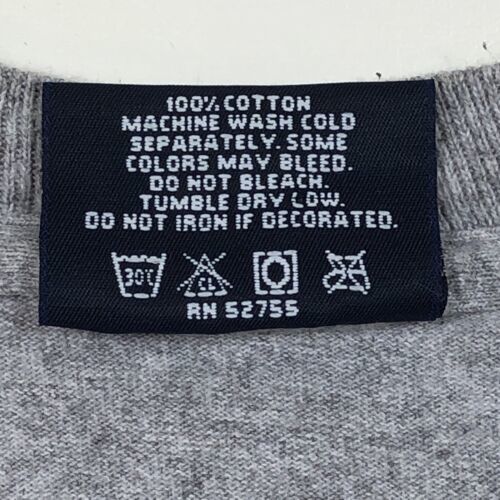 100% COTTON
MACHINE WASH COLD
SEPARATELY. SOME
COLORS MAY BLEED.
DO NOT BLEACH.
TUMBLE DRY LOW.
DO NOT IRON IF DECORATED.
30°C CL
RN 52755